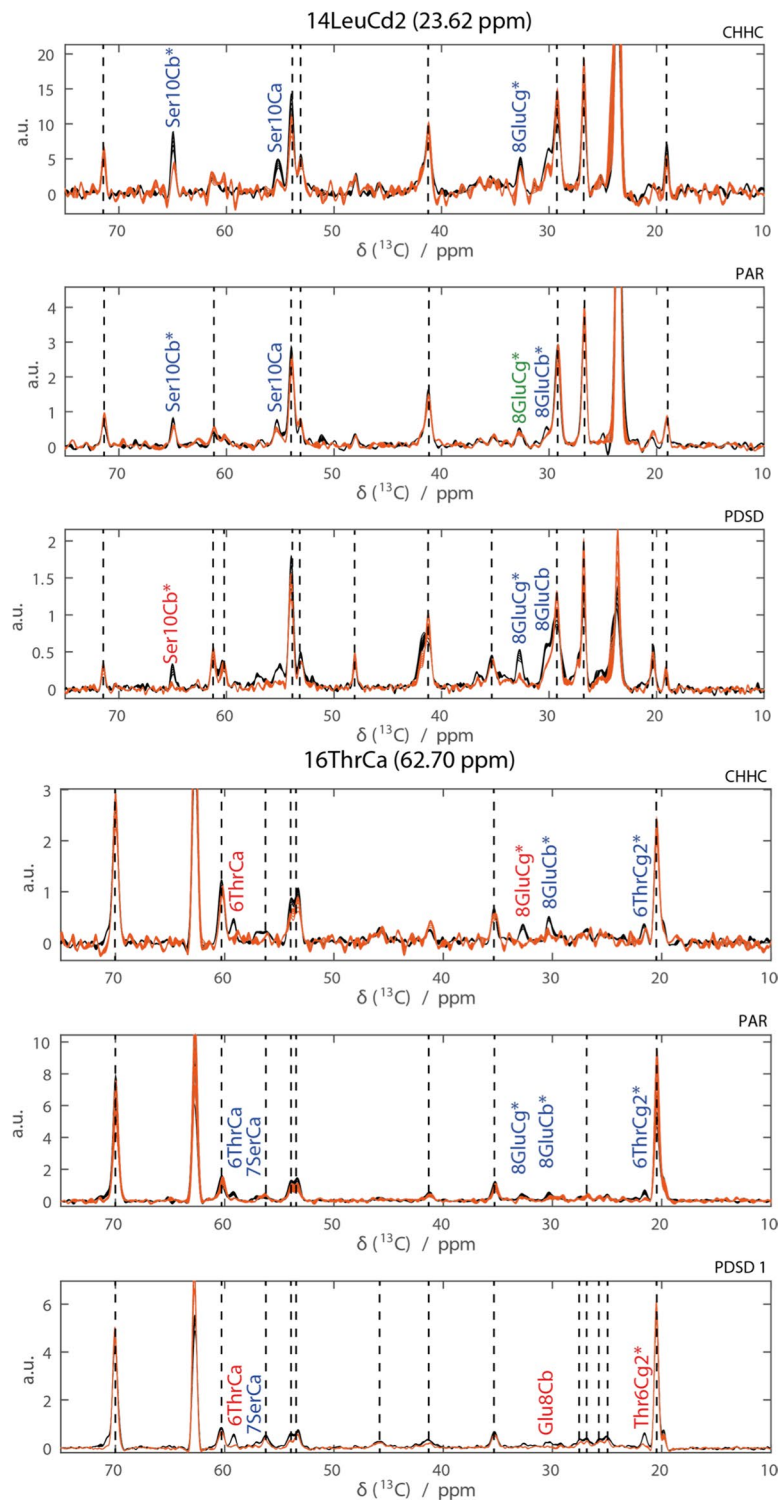 14LeuCd2 (23.62 ppm)
CHHC
20
15
10
5
0
a.u.
Ser10Cb*
Ser10Ca
8GluCg*
70
60
50
40
30
20
10
δ (¹³C) / ppm
PAR
4
3
2
1
0
a.u.
Ser10Cb*
Ser10Ca
8GluCg*
8GluCb*
70
60
50
40
30
20
10
δ (¹³C) / ppm
PDSD
2
1.5
1
0.5
0
a.u.
Ser10Cb*
8GluCg*
8GluCb
70
60
50
40
30
20
10
δ (¹³C) / ppm
16ThrCa (62.70 ppm)
CHHC
3
2
1
0
a.u.
6ThrCa
8GluCg*
8GluCb*
6ThrCg2*
70
60
50
40
30
20
10
δ (¹³C) / ppm
PAR
10
8
6
4
2
0
a.u.
6ThrCa
7SerCa
8GluCg*
8GluCb*
6ThrCg2*
70
60
50
40
30
20
10
δ (¹³C) / ppm
PDSD 1
6
4
2
0
a.u.
6ThrCa
7SerCa
Glu8Cb
Thr6Cg2*
70
60
50
40
30
20
10
δ (¹³C) / ppm